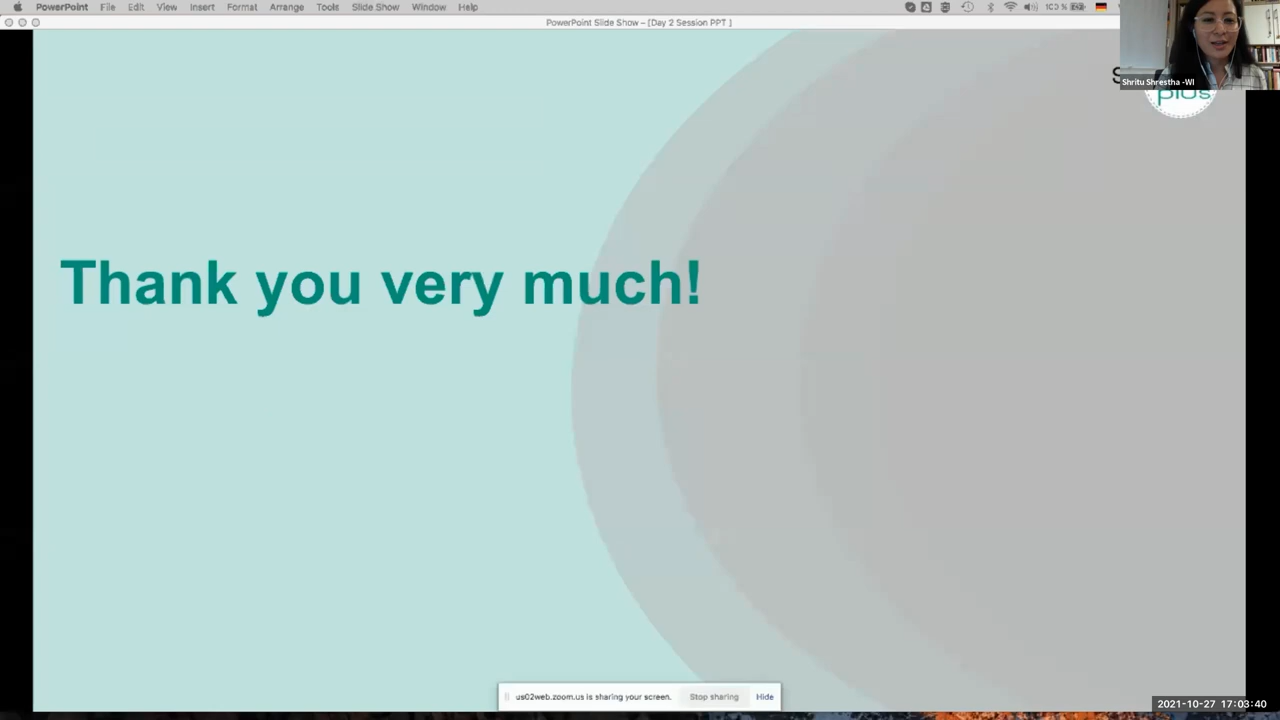 PowerPoint File Edit View Insert Format Arrange Tools Slide Show Window Help 100 %
PowerPoint Slide Show – [Day 2 Session PPT ]
Shritu Shrestha -WI
plus
Thank you very much!
us02web.zoom.us is sharing your screen. Stop sharing Hide
2021-10-27 17:03:40